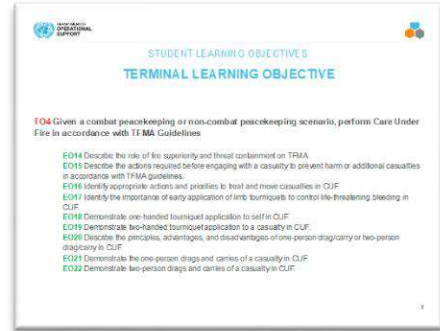 DEPARTMENT OF
OPERATIONAL
SUPPORT
STUDENT LEARNING OBJECTIVES
TERMINAL LEARNING OBJECTIVE
TO4 Given a combat peacekeeping or non-combat peacekeeping scenario, perform Care Under
Fire in accordance with TFMA Guidelines
EO14 Describe the role of fire superiority and threat containment on TFMA.
EO15 Describe the actions required before engaging with a casualty to prevent harm or additional casualties
in accordance with TFMA guidelines.
EO16 Identify appropriate actions and priorities to treat and move casualties in CUF.
EO17 Identify the importance of early application of limb tourniquets to control life-threatening bleeding in
CUF.
EO18 Demonstrate one-handed tourniquet application to self in CUF.
EO19 Demonstrate two-handed tourniquet application to a casualty in CUF.
EO20 Describe the principles, advantages, and disadvantages of one-person drag/carry or two-person
drag/carry in CUF.
EO21 Demonstrate the one-person drags and carries of a casualty in CUF.
EO22 Demonstrate two-person drags and carries of a casualty in CUF.